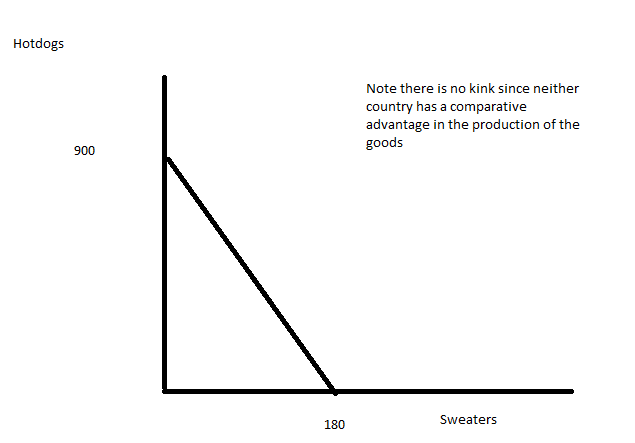 Hotdogs
Note there is no kink since neither
country has a comparative
advantage in the production of the
goods
900
180
Sweaters